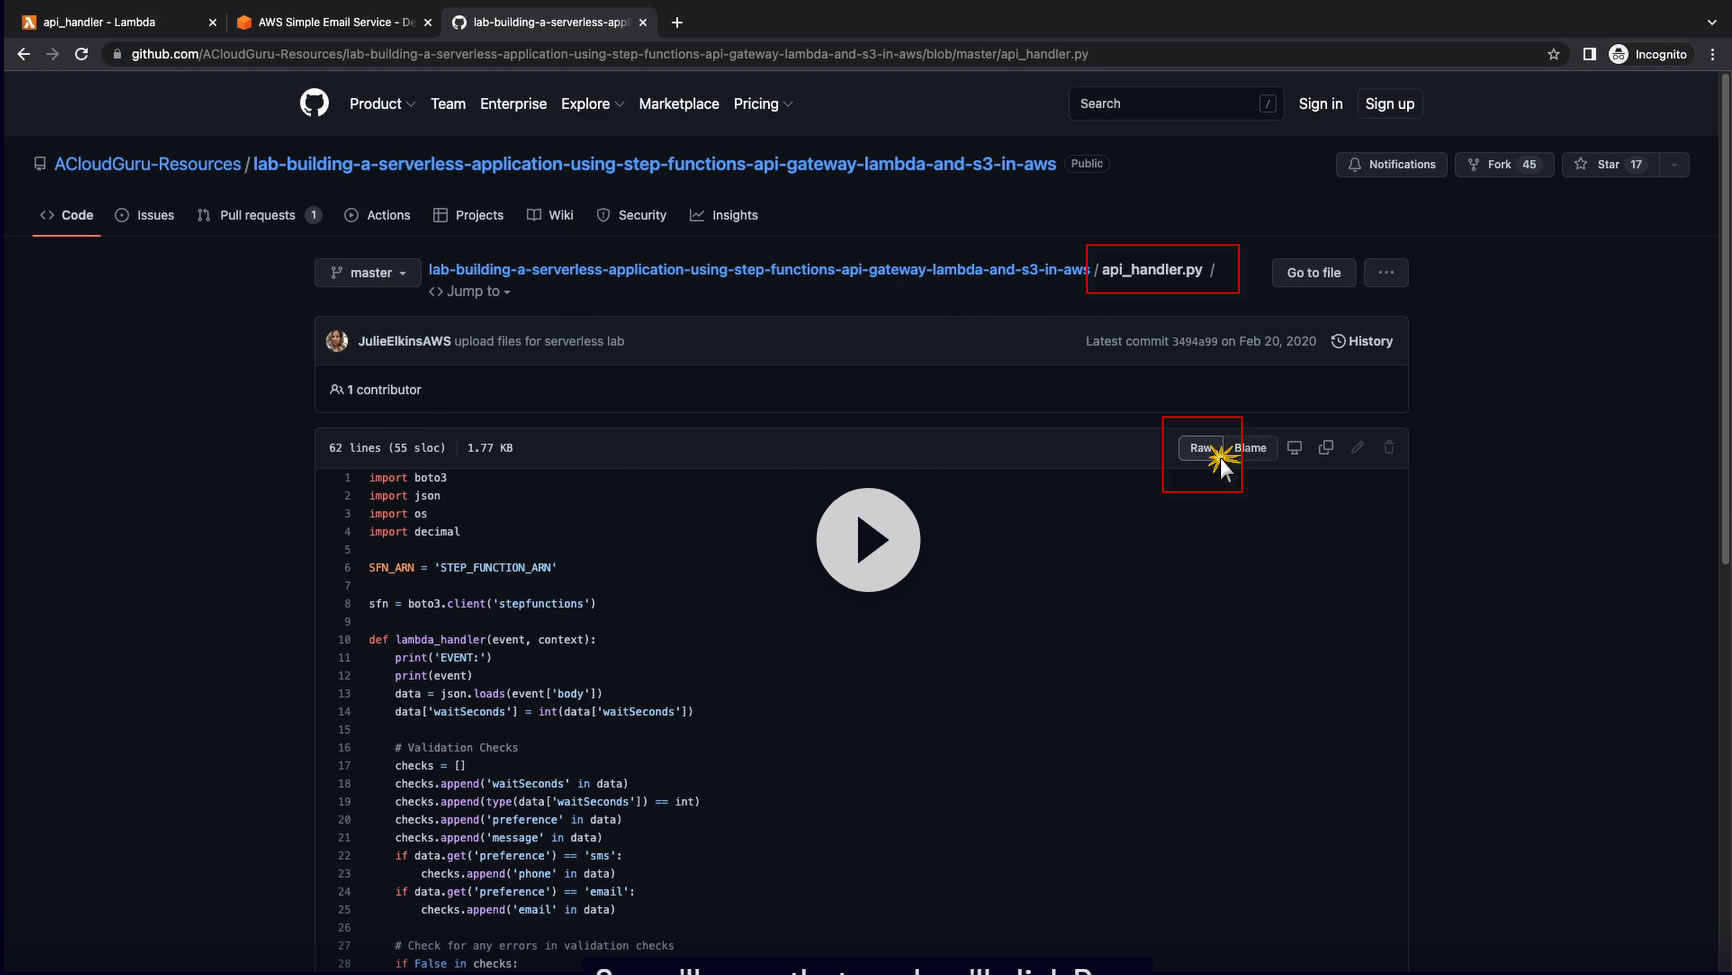 api_handler - Lambda
AWS Simple Email Service - De
lab-building-a-serverless-appl
github.com/ACloudGuru-Resources/lab-building-a-serverless-application-using-step-functions-api-gateway-lambda-and-s3-in-aws/blob/master/api_handler.py
Incognito
Product Team Enterprise Explore Marketplace Pricing
Search /
Sign in Sign up
ACloudGuru-Resources / lab-building-a-serverless-application-using-step-functions-api-gateway-lambda-and-s3-in-aws Public
Notifications Fork 45 Star 17
Code Issues Pull requests 1 Actions Projects Wiki Security Insights
master lab-building-a-serverless-application-using-step-functions-api-gateway-lambda-and-s3-in-aws / api_handler.py / Go to file ...
<> Jump to
JulieElkinsAWS upload files for serverless lab Latest commit 3494a99 on Feb 20, 2020 History
1 contributor
62 lines (55 sloc) 1.77 KB Raw Blame
1 import boto3
2 import json
3 import os
4 import decimal
5
6 SFN_ARN = 'STEP_FUNCTION_ARN'
7
8 sfn = boto3.client('stepfunctions')
9
10 def lambda_handler(event, context):
11 print('EVENT:')
12 print(event)
13 data = json.loads(event['body'])
14 data['waitSeconds'] = int(data['waitSeconds'])
15
16 # Validation Checks
17 checks = []
18 checks.append('waitSeconds' in data)
19 checks.append(type(data['waitSeconds']) == int)
20 checks.append('preference' in data)
21 checks.append('message' in data)
22 if data.get('preference') == 'sms':
23 checks.append('phone' in data)
24 if data.get('preference') == 'email':
25 checks.append('email' in data)
26
27 # Check for any errors in validation checks
28 if False in checks: